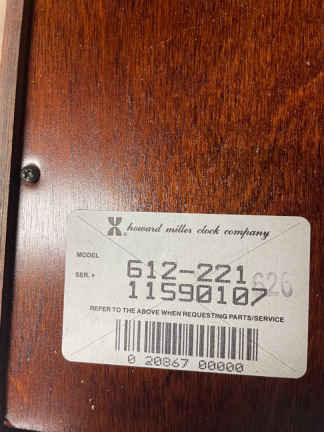 howard miller clock company
MODEL 612-221
SER. # 11590107 626
REFER TO THE ABOVE WHEN REQUESTING PARTS/SERVICE
0 20867 00000